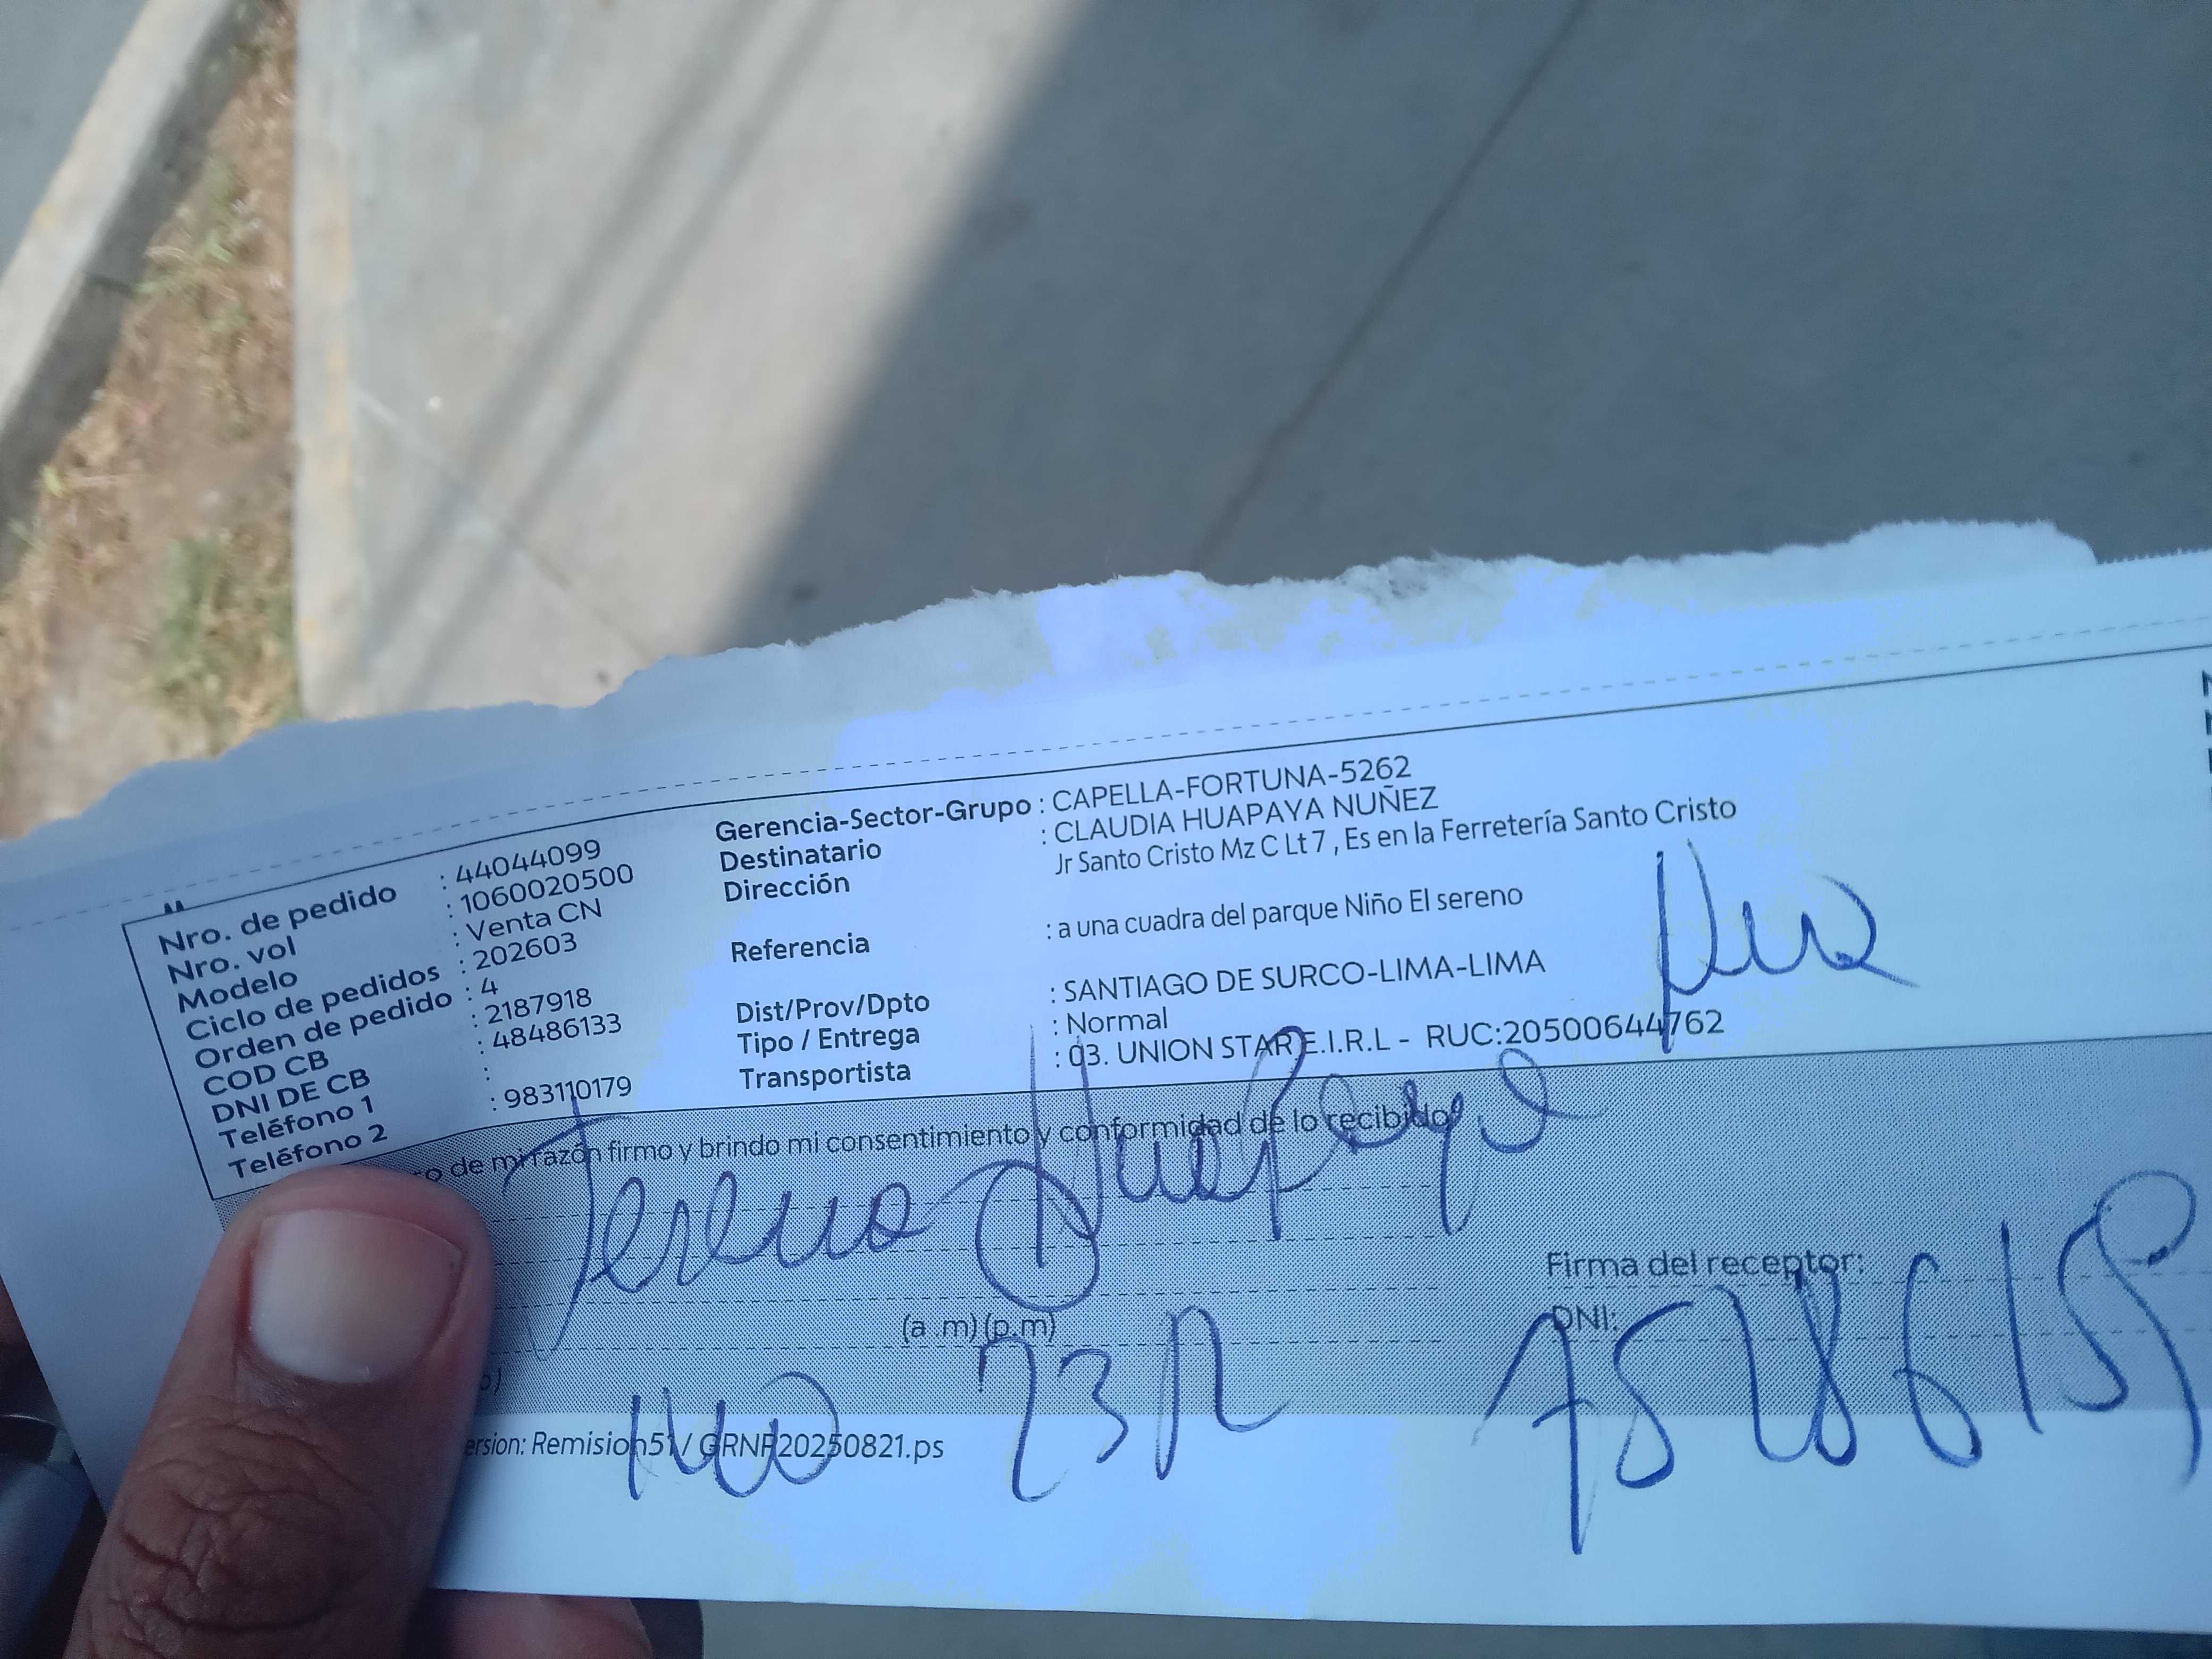 Nro. de pedido : 44044099
Nro. vol : 1060020500
Modelo : Venta CN
Ciclo de pedidos : 202603
Orden de pedido : 4
COD CB : 2187918
DNI DE CB : 48486133
Teléfono 1 :
Teléfono 2 : 983110179
Gerencia-Sector-Grupo : CAPELLA-FORTUNA-5262
Destinatario : CLAUDIA HUAPAYA NUÑEZ
Dirección Jr Santo Cristo Mz C Lt 7 , Es en la Ferretería Santo Cristo
Referencia : a una cuadra del parque Niño El sereno
Dist/Prov/Dpto : SANTIAGO DE SURCO-LIMA-LIMA
Tipo / Entrega : Normal
Transportista : 03. UNION STAR E.I.R.L - RUC:20500644762
de mi razón firmo y brindo mi consentimiento y conformidad de lo recibido
Huapaya
Firma del receptor:
(a .m) (p.m)
DNI:
ersion: Remision51/ GRNF20250821.ps